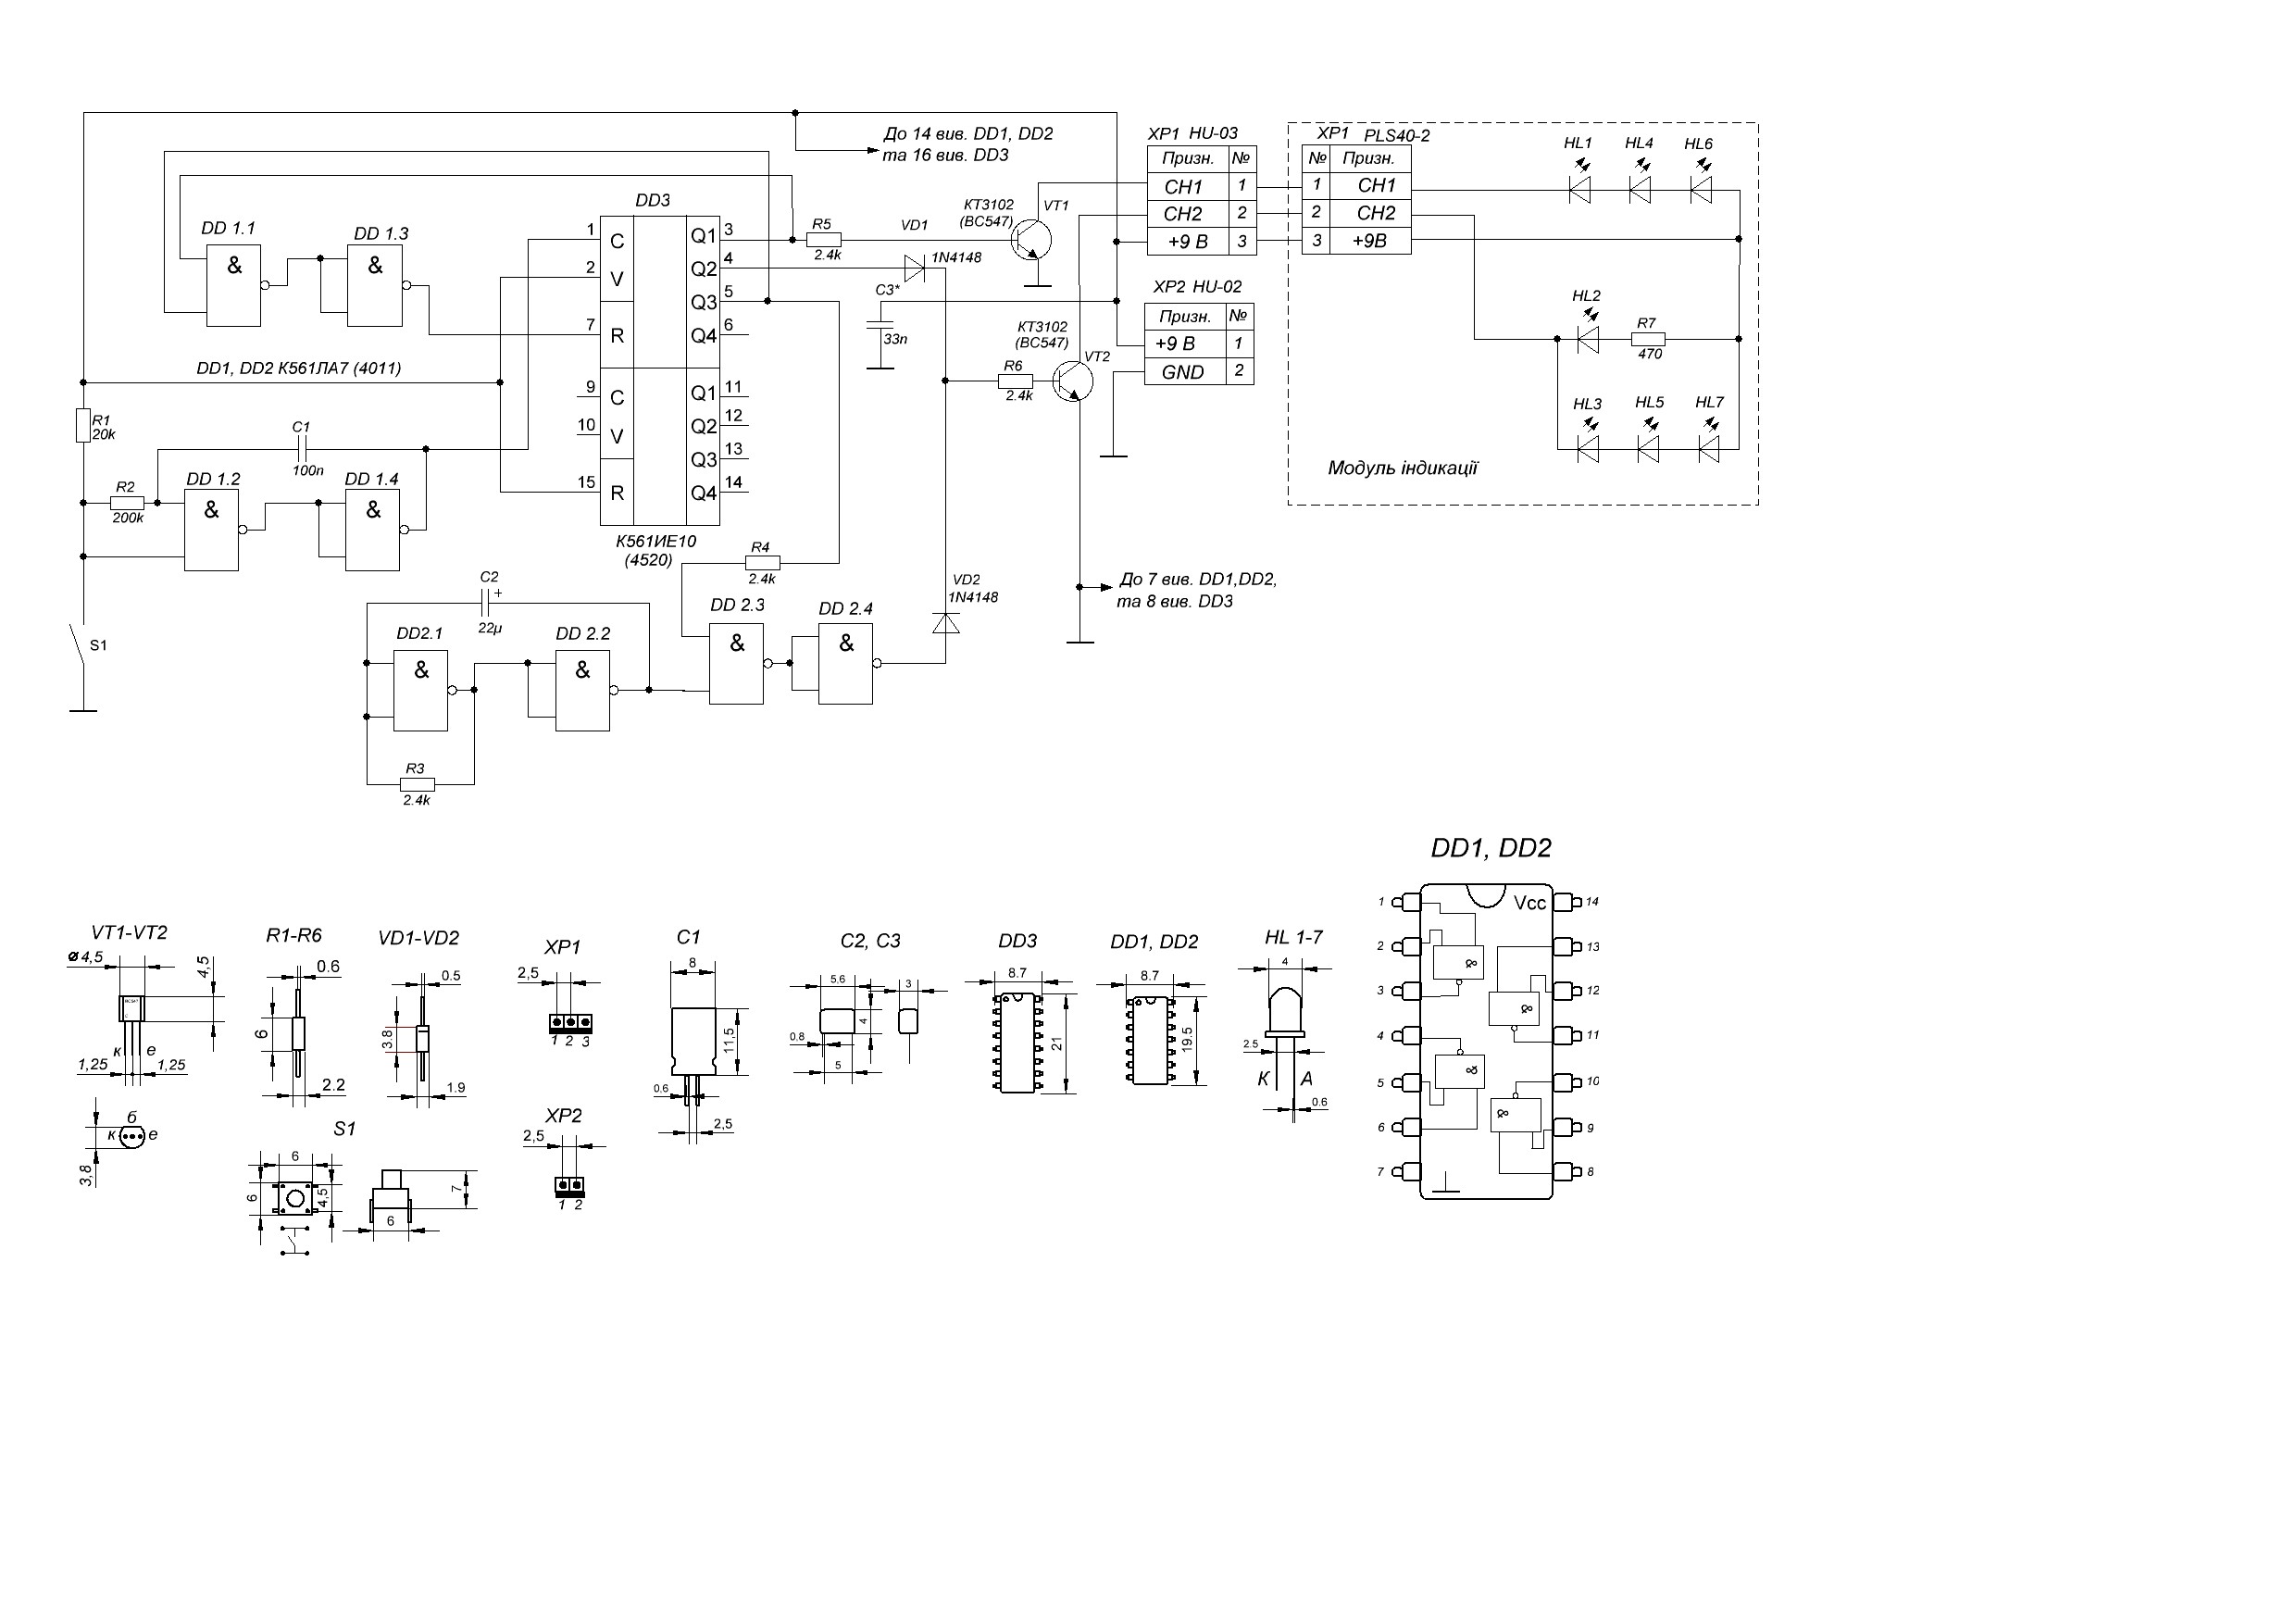 До 14 вив. DD1, DD2
та 16 вив. DD3
XP1 HU-03
Призн. №
CH1 1
CH2 2
+9 В 3
XP1 PLS40-2
№ Призн.
1 CH1
2 CH2
3 +9В
HL1 HL4 HL6
DD 1.1
&
DD 1.3
&
DD3
1 C
2 V
7 R
Q1 3
Q2 4
Q3 5
Q4 6
9 C
10 V
15 R
Q1 11
Q2 12
Q3 13
Q4 14
К561ИЕ10
(4520)
R5
2.4k
VD1
1N4148
КТ3102
(BC547)
VT1
C3*
33n
КТ3102
(BC547)
VT2
R6
2.4k
XP2 HU-02
Призн. №
+9 В 1
GND 2
HL2
R7
470
HL3 HL5 HL7
Модуль індикації
DD1, DD2 К561ЛА7 (4011)
R1
20k
C1
100n
R2
200k
DD 1.2
&
DD 1.4
&
S1
C2
+
22µ
DD2.1
&
DD 2.2
&
R3
2.4k
R4
2.4k
DD 2.3
&
DD 2.4
&
VD2
1N4148
До 7 вив. DD1,DD2,
та 8 вив. DD3
VT1-VT2
⌀4,5
4,5
к е
1,25 1,25
б
к е
3,8
R1-R6
0.6
6
2.2
VD1-VD2
0.5
3.8
1.9
S1
6
6
4,5
7
6
XP1
2,5
1 2 3
XP2
2,5
1 2
C1
8
11,5
0.6
2,5
C2, C3
5,6
3
4
0.8
5
DD3
8.7
21
DD1, DD2
8.7
19.5
HL 1-7
4
2.5
К А
0.6
DD1, DD2
Vcc
1 14
2 13
3 12
4 11
5 10
6 9
7 8
&
&
&
&